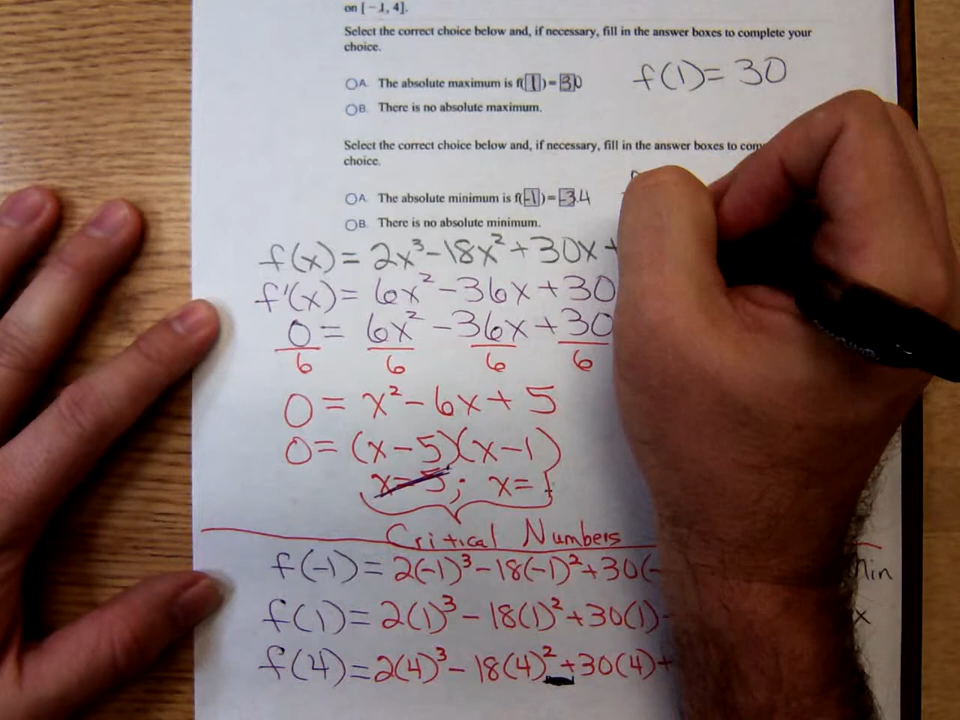 on [ − 1, 4].
Select the correct choice below and, if necessary, fill in the answer boxes to complete your
choice.
A. The absolute maximum is f(1)=30
f(1)=30
B. There is no absolute maximum.
Select the correct choice below and, if necessary, fill in the answer boxes to
choice.
A. The absolute minimum is f(-1)=-34
B. There is no absolute minimum.
f(x) = 2x³-18x²+30x+
f'(x) = 6x²-36x+30
0 = 6x²-36x+30
6 6 6 6
0 = x²-6x+5
0=(x-5)(x-1)
x=5; x=1
Critical Numbers
f(-1)=2(-1)³-18(-1)²+30(-
Min
f(1)=2(1)³-18(1)²+30(1)
x
f(4)=2(4)³-18(4)²+30(4)+